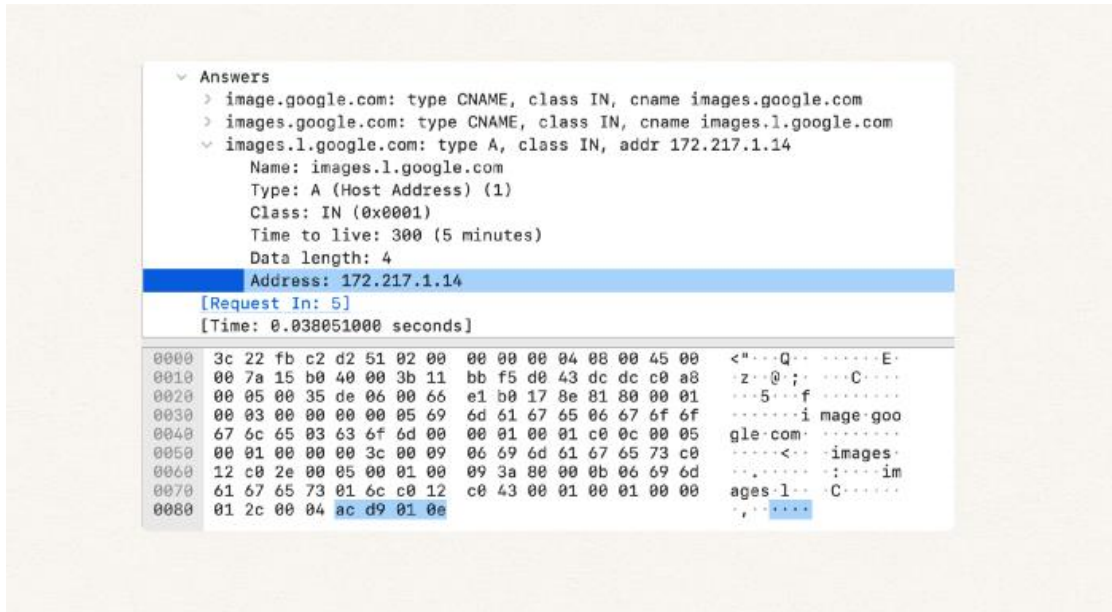 Answers
image.google.com: type CNAME, class IN, cname images.google.com
images.google.com: type CNAME, class IN, cname images.l.google.com
images.l.google.com: type A, class IN, addr 172.217.1.14
Name: images.l.google.com
Type: A (Host Address) (1)
Class: IN (0x0001)
Time to live: 300 (5 minutes)
Data length: 4
Address: 172.217.1.14
[Request In: 5]
[Time: 0.038051000 seconds]
0000 3c 22 fb c2 d2 51 02 00 00 00 00 04 08 00 45 00 <"···Q·· ······E·
0010 00 7a 15 b0 40 00 3b 11 bb f5 d0 43 dc dc c0 a8 ·z··@·;· ···C····
0020 00 05 00 35 de 06 00 66 e1 b0 17 8e 81 80 00 01 ···5···f ········
0030 00 03 00 00 00 00 05 69 6d 61 67 65 06 67 6f 6f ·······i mage·goo
0040 67 6c 65 03 63 6f 6d 00 00 01 00 01 c0 0c 00 05 gle·com· ········
0050 00 01 00 00 00 3c 00 09 06 69 6d 61 67 65 73 c0 ·····<·· ·images·
0060 12 c0 2e 00 05 00 01 00 09 3a 80 00 0b 06 69 6d ··.····· ·:····im
0070 61 67 65 73 01 6c c0 12 c0 43 00 01 00 01 00 00 ages·l·· ·C······
0080 01 2c 00 04 ac d9 01 0e ·,······